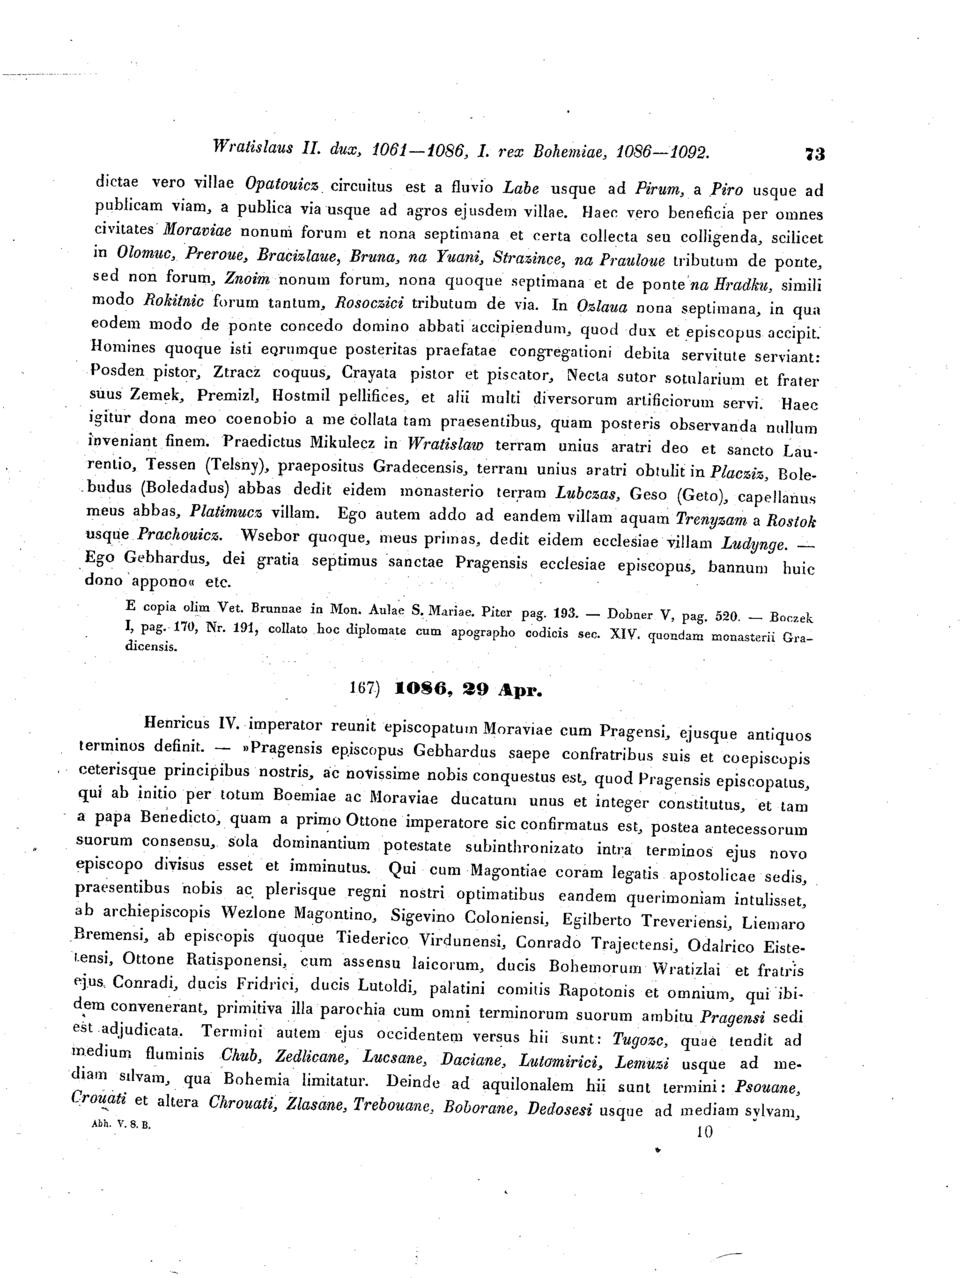 Wratislaus II. dux, 1061—1086, I. rex Bohemiae, 1086—1092. 73
dictae vero villae Opatouicz circuitus est a fluvio Labe usque ad Pirum, a Piro usque ad
publicam viam, a publica via usque ad agros ejusdem villae. Haec vero beneficia per omnes
civitates Moraviae nonum forum et nona septimana et certa collecta seu colligenda, scilicet
in Olomuc, Preroue, Bracizlaue, Bruna, na Yuani, Strazince, na Prauloue tributum de ponte,
sed non forum, Znoim nonum forum, nona quoque septimana et de ponte na Hradku, simili
modo Rokitnic forum tantum, Rosoczici tributum de via. In Ozlaua nona septimana, in qua
eodem modo de ponte concedo domino abbati accipiendum, quod dux et episcopus accipit.
Homines quoque isti eorumque posteritas praefatae congregationi debita servitute serviant:
Posden pistor, Ztracz coquus, Crayata pistor et piscator, Necta sutor sotularium et frater
suus Zemek, Premizl, Hostmil pellifices, et alii multi diversorum artificiorum servi. Haec
igitur dona meo coenobio a me collata tam praesentibus, quam posteris observanda nullum
inveniant finem. Praedictus Mikulecz in Wratislaw terram unius aratri deo et sancto Lau-
rentio, Tessen (Telsny), praepositus Gradecensis, terram unius aratri obtulit in Placziz, Bole-
budus (Boledadus) abbas dedit eidem monasterio terram Lubczas, Geso (Geto), capellanus
meus abbas, Platimucz villam. Ego autem addo ad eandem villam aquam Trenyzam a Rostok
usque Prachouicz. Wsebor quoque, meus primas, dedit eidem ecclesiae villam Ludynge. —
Ego Gebhardus, dei gratia septimus sanctae Pragensis ecclesiae episcopus, bannum huic
dono appono« etc.
E copia olim Vet. Brunnae in Mon. Aulae S. Mariae. Piter pag. 193. — Dobner V, pag. 520. — Boczek
I, pag. 170, Nr. 191, collato hoc diplomate cum apographo codicis sec. XIV. quondam monasterii Gra-
dicensis.
167) 1086, 29 Apr.
Henricus IV. imperator reunit episcopatum Moraviae cum Pragensi, ejusque antiquos
terminos definit. — »Pragensis episcopus Gebhardus saepe confratribus suis et coepiscopis
ceterisque principibus nostris, ac novissime nobis conquestus est, quod Pragensis episcopatus,
qui ab initio per totum Boemiae ac Moraviae ducatum unus et integer constitutus, et tam
a papa Benedicto, quam a primo Ottone imperatore sic confirmatus est, postea antecessorum
suorum consensu, sola dominantium potestate subinthronizato intra terminos ejus novo
episcopo divisus esset et imminutus. Qui cum Magontiae coram legatis apostolicae sedis,
praesentibus nobis ac plerisque regni nostri optimatibus eandem querimoniam intulisset,
ab archiepiscopis Wezlone Magontino, Sigevino Coloniensi, Egilberto Treveriensi, Liemaro
Bremensi, ab episcopis quoque Tiederico Virdunensi, Conrado Trajectensi, Odalrico Eiste-
tensi, Ottone Ratisponensi, cum assensu laicorum, ducis Bohemorum Wratizlai et fratris
ejus Conradi, ducis Fridrici, ducis Lutoldi, palatini comitis Rapotonis et omnium, qui ibi-
dem convenerant, primitiva illa parochia cum omni terminorum suorum ambitu Pragensi sedi
est adjudicata. Termini autem ejus occidentem versus hii sunt: Tugozc, quae tendit ad
medium fluminis Chub, Zedlicane, Lucsane, Daciane, Lutomirici, Lemuzi usque ad me-
diam silvam, qua Bohemia limitatur. Deinde ad aquilonalem hii sunt termini: Psouane,
Crouati et altera Chrouati, Zlasane, Trebouane, Boborane, Dedosesi usque ad mediam sylvam,
Abh. V. 8. B. 10